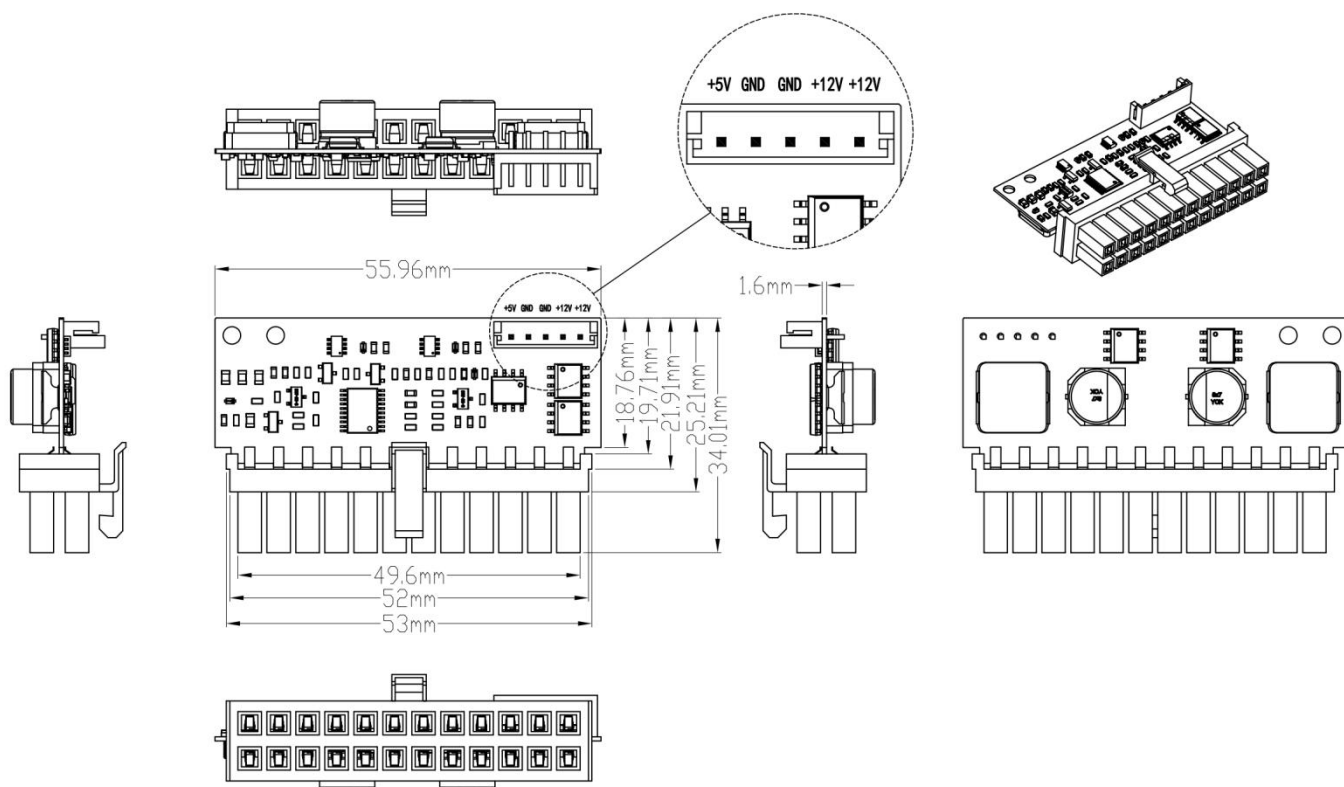 +5V GND GND +12V +12V
55.96mm
1.6mm
+5V GND GND +12V +12V
18.76mm
19.71mm
21.91mm
25.21mm
34.01mm
49.6mm
52mm
53mm